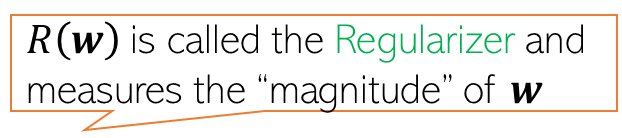 R(w) is called the Regularizer and
measures the “magnitude” of w